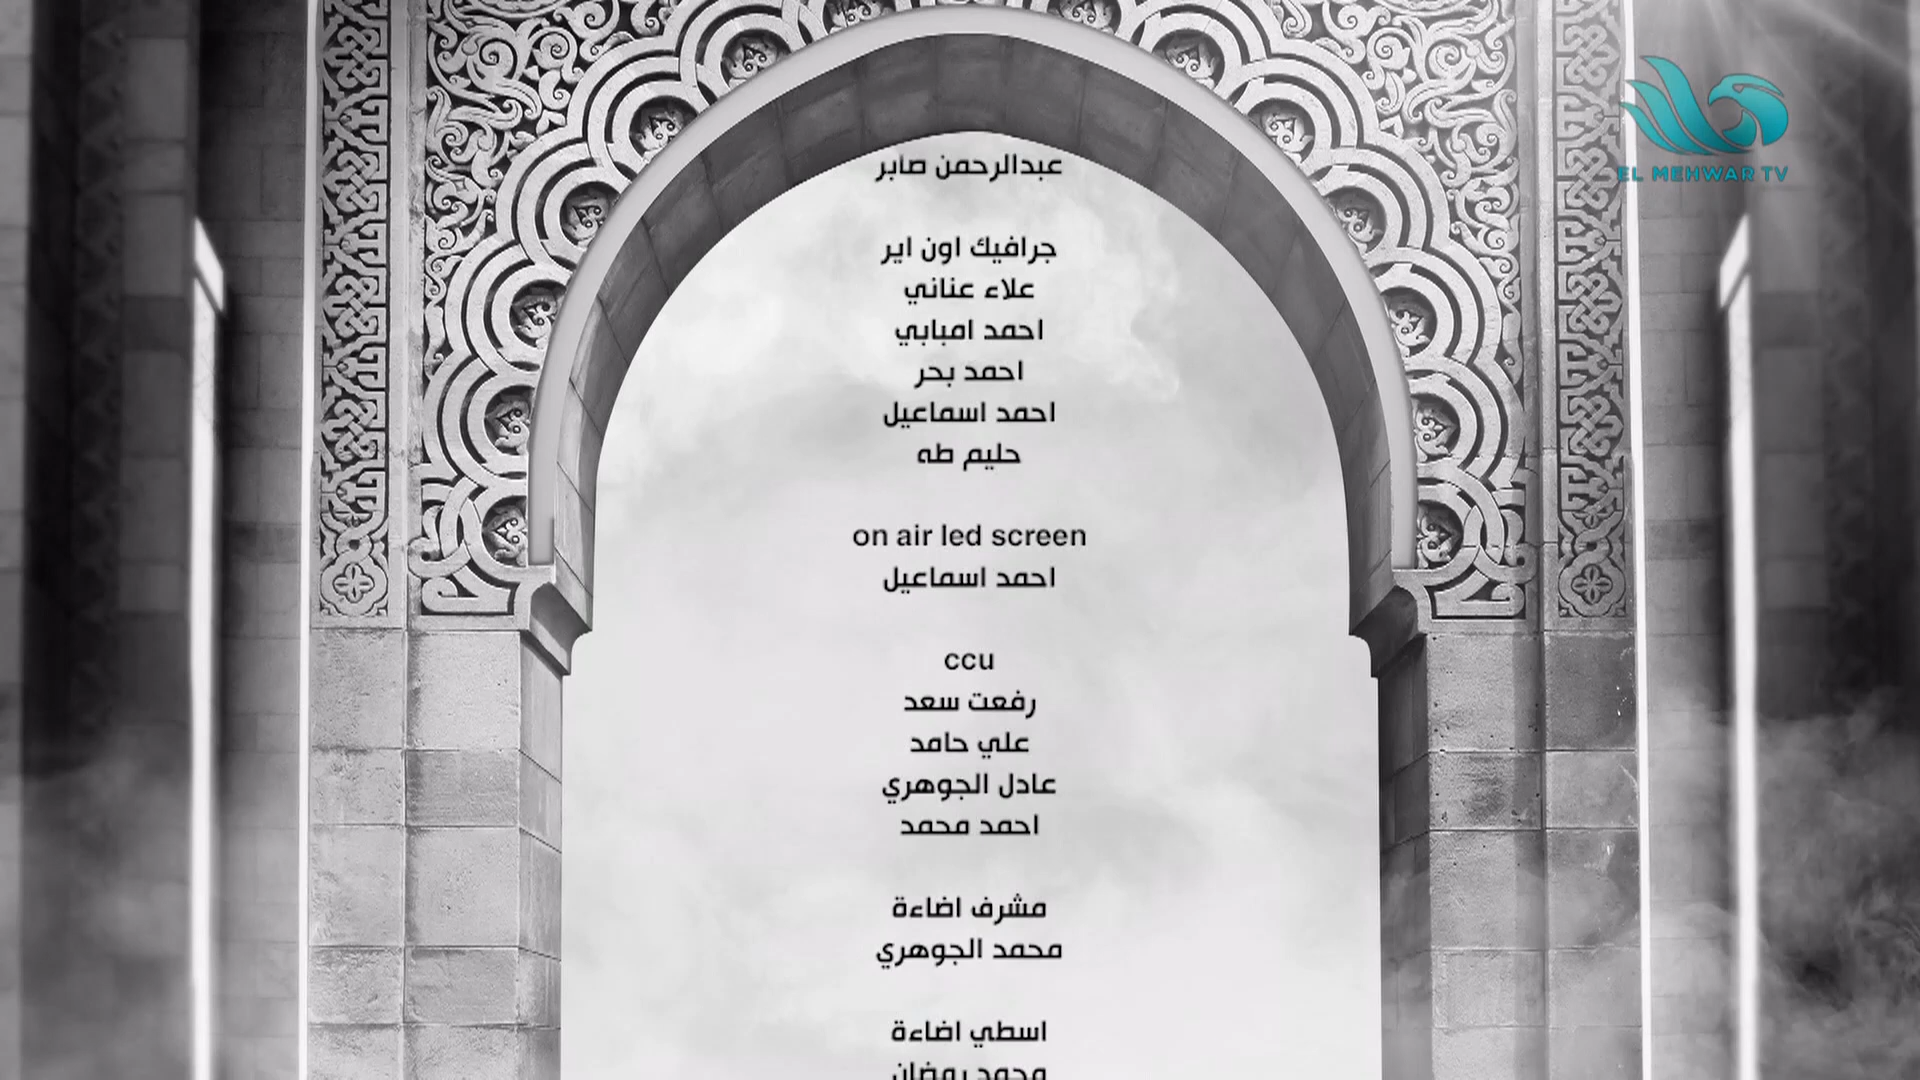 EL MEHWAR TV
عبدالرحمن صابر
جرافيك اون اير
علاء عناني
احمد امبابي
احمد بحر
احمد اسماعيل
حليم طه
on air led screen
احمد اسماعيل
ccu
رفعت سعد
علي حامد
عادل الجوهري
احمد محمد
مشرف اضاءة
محمد الجوهري
اسطي اضاءة
محمد رمضان